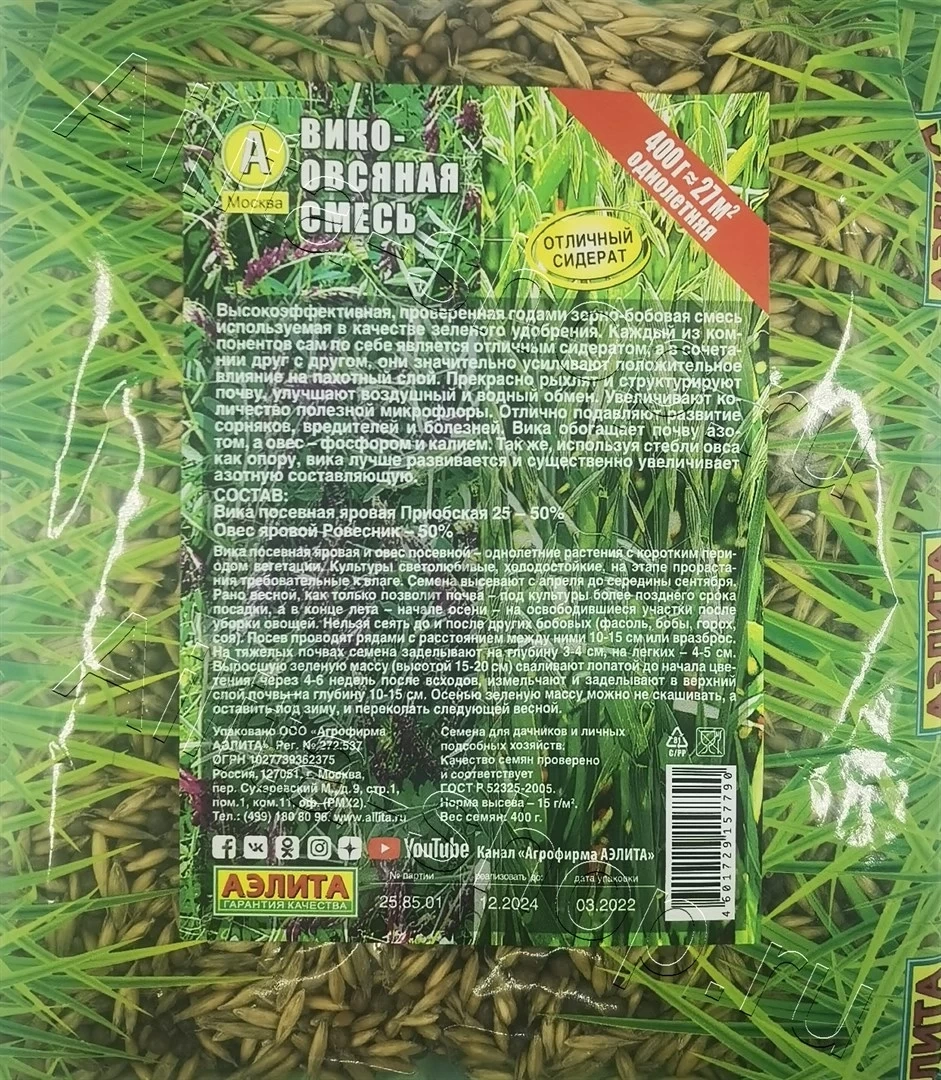 А
Москва
ВИКО-
ОВСЯНАЯ
СМЕСЬ
400 г ≈ 27 м²
однолетняя
ОТЛИЧНЫЙ
СИДЕРАТ
Высокоэффективная, проверенная годами зерно-бобовая смесь
используемая в качестве зеленого удобрения. Каждый из ком-
понентов сам по себе является отличным сидератом, а в сочета-
нии друг с другом, они значительно усиливают положительное
влияние на пахотный слой. Прекрасно рыхлят и структурируют
почву, улучшают воздушный и водный обмен. Увеличивают ко-
личество полезной микрофлоры. Отлично подавляют развитие
сорняков, вредителей и болезней. Вика обогащает почву азо-
том, а овес – фосфором и калием. Так же, используя стебли овса
как опору, вика лучше развивается и существенно увеличивает
азотную составляющую.
СОСТАВ:
Вика посевная яровая Приобская 25 – 50%
Овес яровой Ровесник – 50%
Вика посевная яровая и овес посевной – однолетние растения с коротким пери-
одом вегетации. Культуры светолюбивые, холодостойкие, на этапе прораста-
ния требовательные к влаге. Семена высевают с апреля до середины сентября.
Рано весной, как только позволит почва – под культуры более позднего срока
посадки, а в конце лета – начале осени – на освободившиеся участки после
уборки овощей. Нельзя сеять до и после других бобовых (фасоль, бобы, горох,
соя). Посев проводят рядами с расстоянием между ними 10-15 см или вразброс.
На тяжелых почвах семена заделывают на глубину 3-4 см, на легких – 4-5 см.
Выросшую зеленую массу (высотой 15-20 см) сваливают лопатой до начала цве-
тения, через 4-6 недель после всходов, измельчают и заделывают в верхний
слой почвы на глубину 10-15 см. Осенью зеленую массу можно не скашивать, а
оставить под зиму, и перекопать следующей весной.
Упаковано ООО «Агрофирма
АЭЛИТА». Рег. № 272.537
ОГРН 1027739362375
Россия, 127051, г. Москва,
пер. Сухаревский М., д. 9, стр.1,
пом.1, ком.11, оф. (РМХ2).
Тел.: (499) 180 80 98. www.allita.ru
Семена для дачников и личных
подсобных хозяйств.
Качество семян проверено
и соответствует
ГОСТ Р 52325-2005.
Норма высева – 15 г/м².
Вес семян: 400 г.
C/PP
YouTube Канал «Агрофирма АЭЛИТА»
АЭЛИТА
ГАРАНТИЯ КАЧЕСТВА
№ партии
реализовать до:
дата упаковки
25.85.01
12.2024
03.2022
4 601729 157790
АЭЛИТА